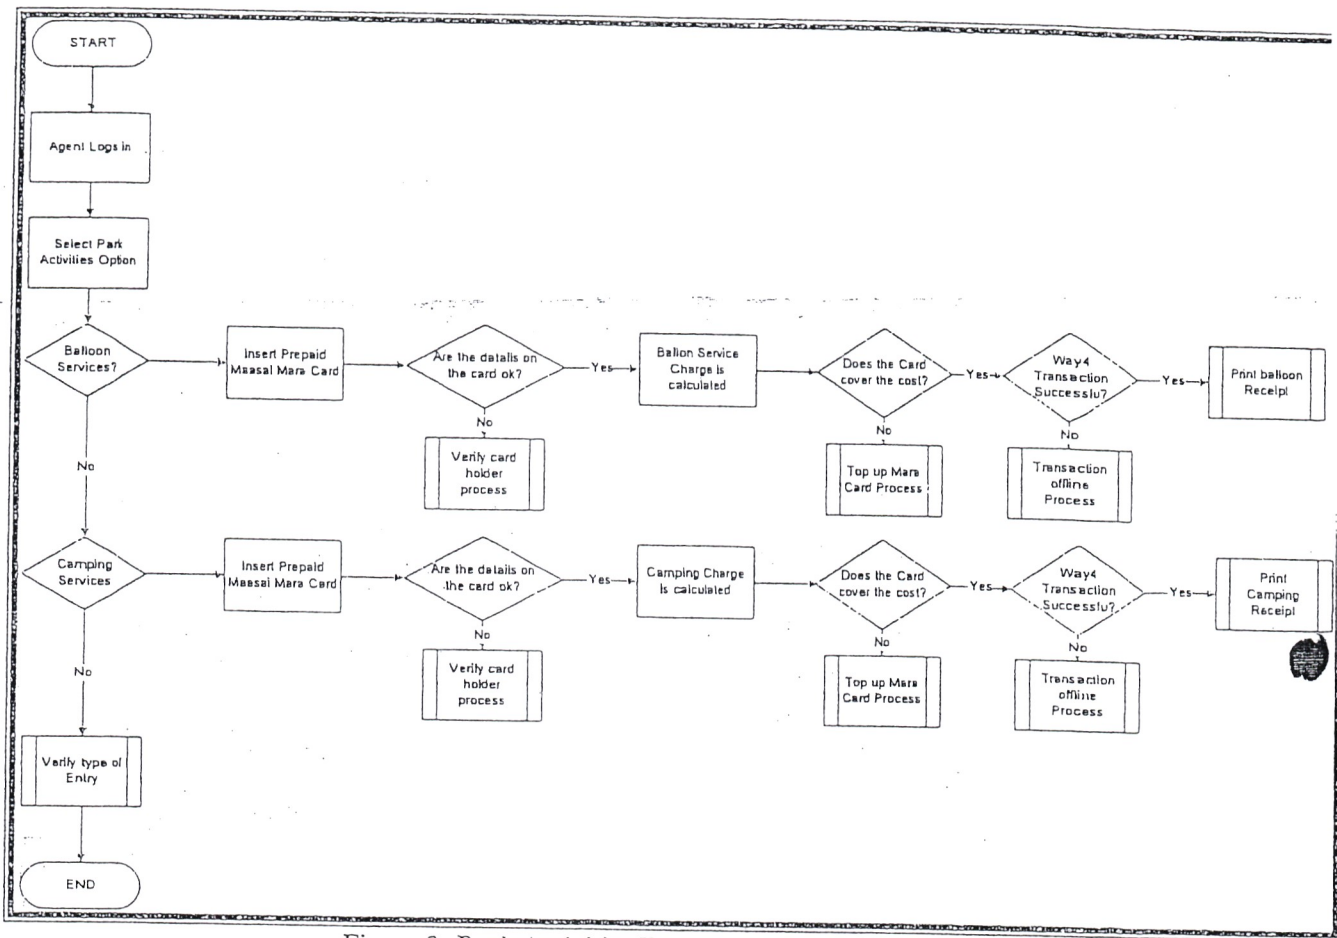 START
Agent Logs in
Select Park
Activities Option
Balloon
Services?
Insert Prepaid
Maasai Mara Card
Are the details on
the card ok?
Yes
Ballon Service
Charge is
calculated
Does the Card
cover the cost?
Yes
Way4
Transaction
Successfu?
Yes
Print balloon
Receipt
No
Verify card
holder
process
No
Top up Mara
Card Process
No
Transaction
offline
Process
No
Camping
Services
Insert Prepaid
Maasai Mara Card
Are the details on
the card ok?
Yes
Camping Charge
is calculated
Does the Card
cover the cost?
Yes
Way4
Transaction
Successfu?
Yes
Print
Camping
Receipt
No
Verify card
holder
process
No
Top up Mara
Card Process
No
Transaction
offline
Process
No
Verify type of
Entry
END